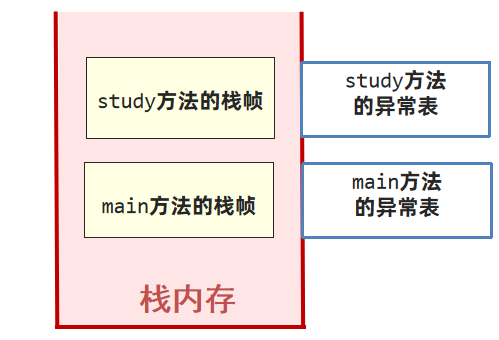 study方法的栈帧
study方法
的异常表
main方法的栈帧
main方法
的异常表
栈内存